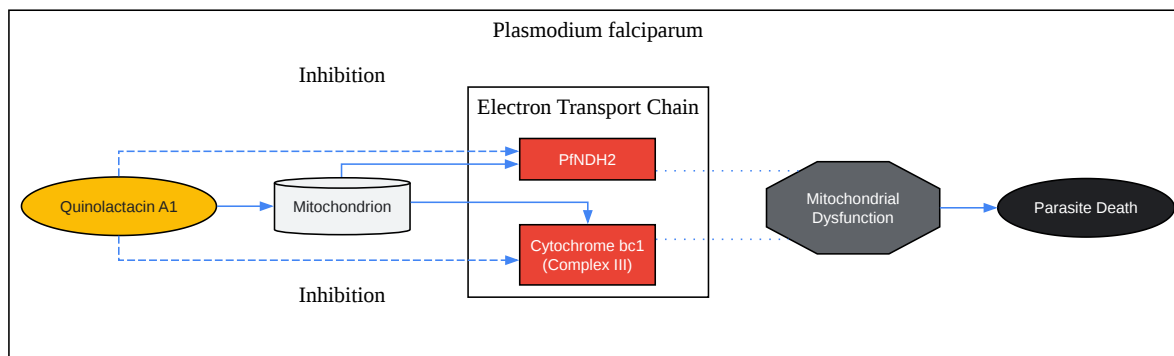 Plasmodium falciparum
Inhibition
Electron Transport Chain
PfNDH2
Quinolactacin A1
Mitochondrion
Mitochondrial
Dysfunction
Parasite Death
Cytochrome bc1
(Complex III)
Inhibition